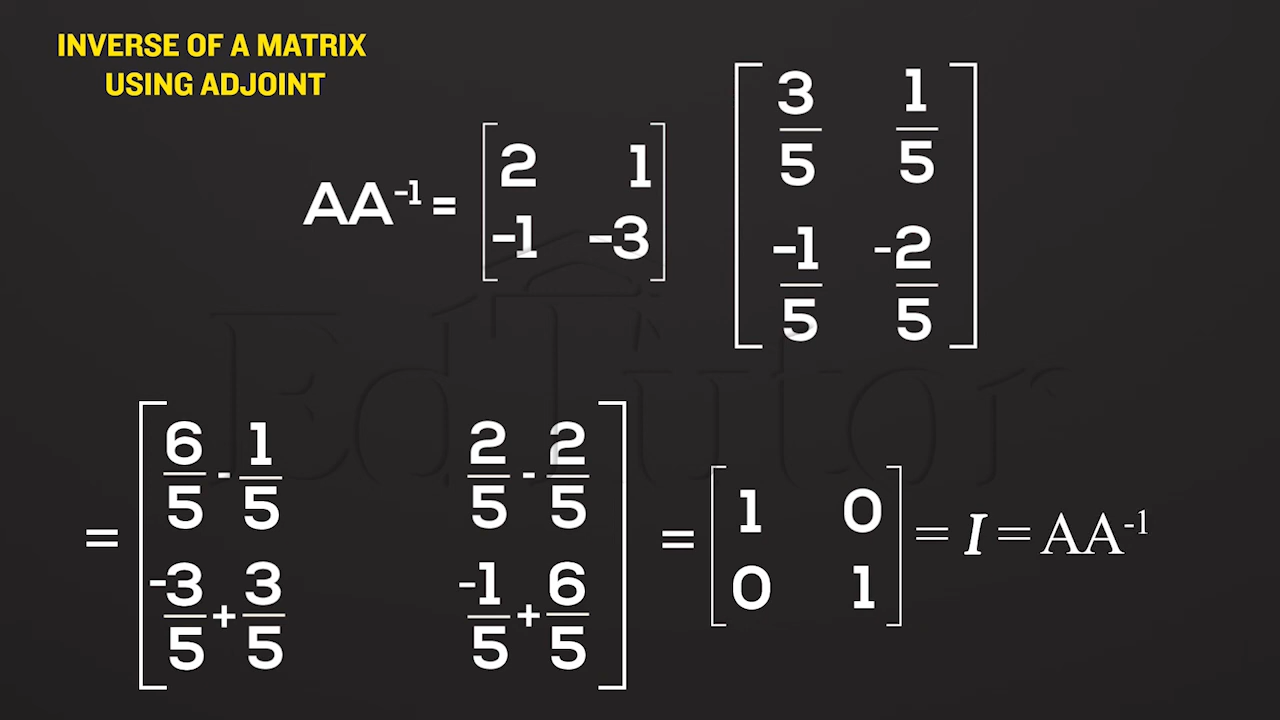 INVERSE OF A MATRIX
USING ADJOINT
AA⁻¹ = [2 1; -1 -3] [3/5 1/5; -1/5 -2/5]
= [6/5 - 1/5 2/5 - 2/5; -3/5 + 3/5 -1/5 + 6/5] = [1 0; 0 1] = I = AA⁻¹
EdTutor